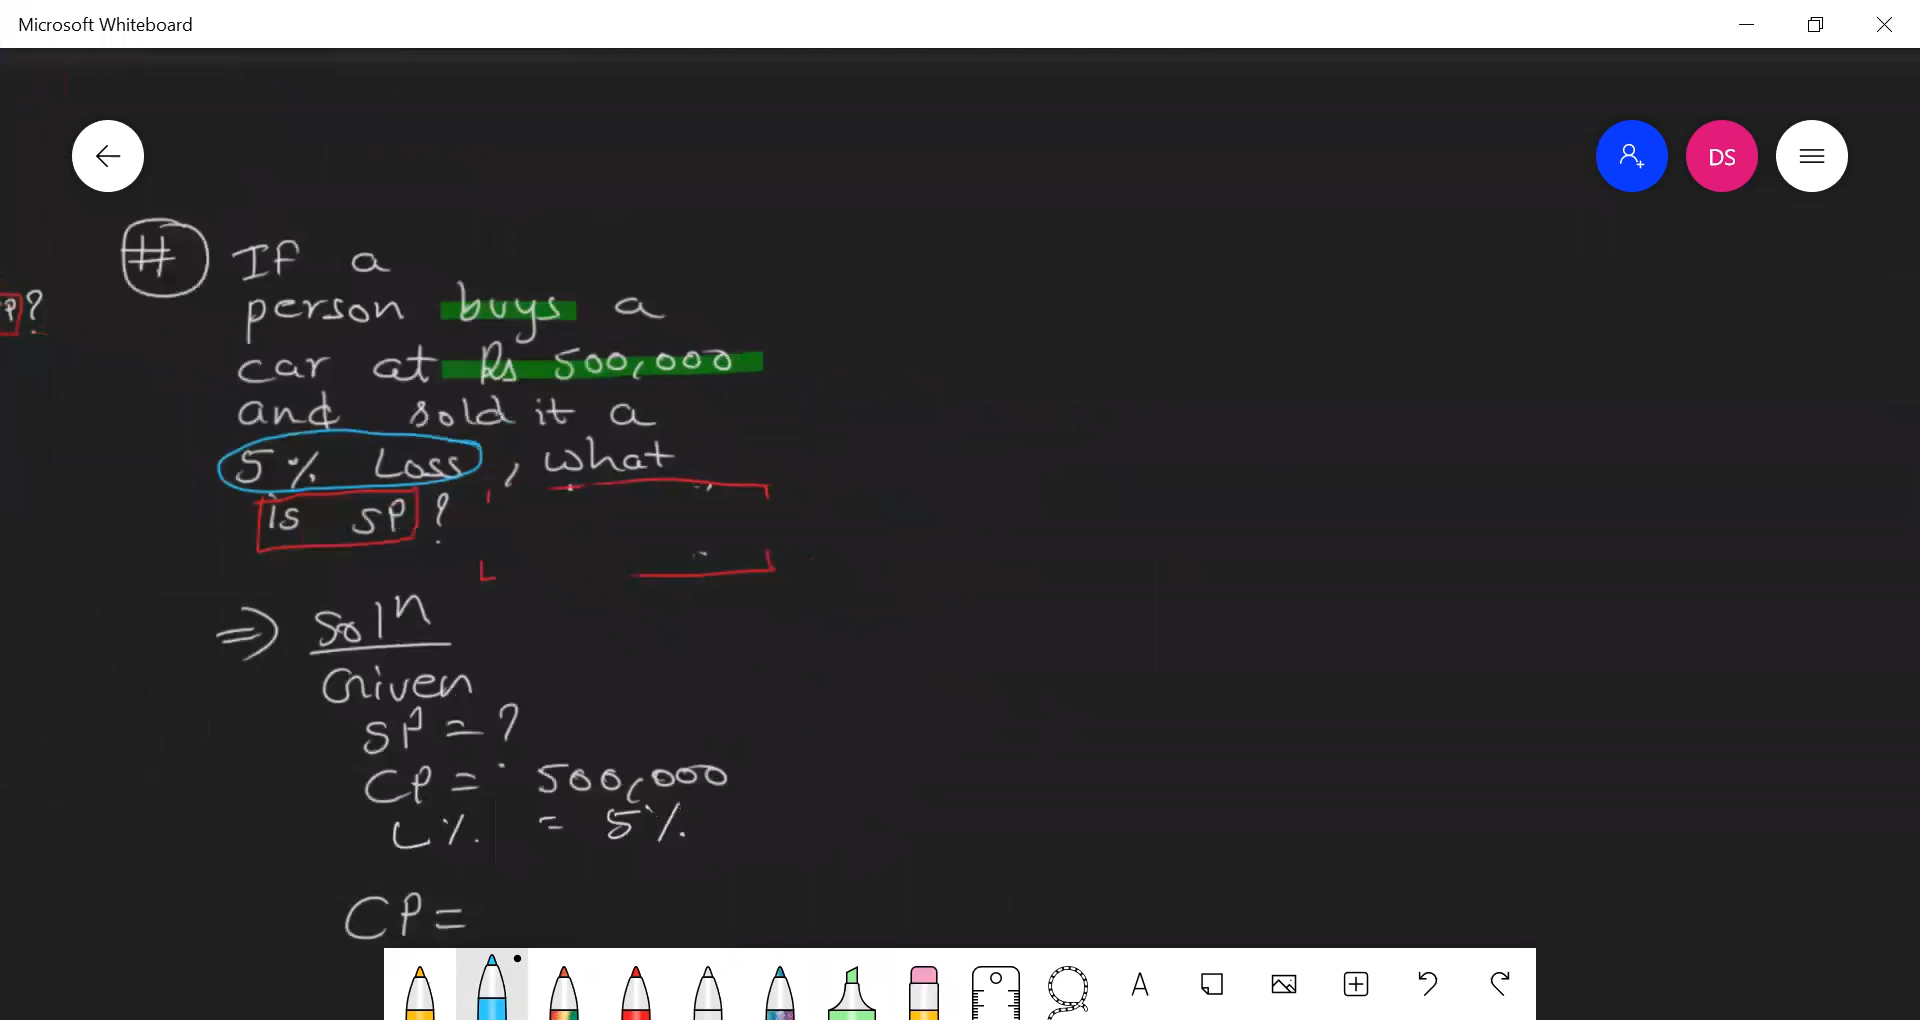 Microsoft Whiteboard
DS
# If a
person buys a
P?
car at Rs 500,000
and sold it a
5% Loss, what
is SP?
=> Solⁿ
Given
SP = ?
CP = 500,000
L% = 5%
CP =
A